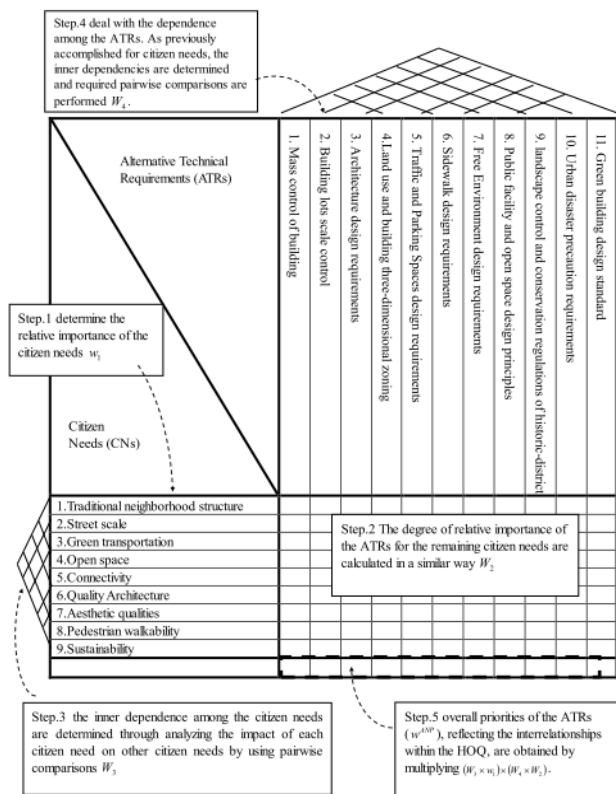 Step.4 deal with the dependence
among the ATRs. As previously
accomplished for citizen needs, the
inner dependencies are determined
and required pairwise comparisons are
performed W₄.
Alternative Technical
Requirements (ATRs)
1. Mass control of building
2. Building lots scale control
3. Architecture design requirements
4.Land use and building three-dimensional zoning
5. Traffic and Parking Spaces design requirements
6. Sidewalk design requirements
7. Free Environment design requirements
8. Public facility and open space design principles
9. landscape control and conservation regulations of historic-district
10. Urban disaster precaution requirements
11. Green building design standard
Step.1 determine the
relative importance of the
citizen needs w₁
Citizen
Needs (CNs)
1.Traditional neighborhood structure
2.Street scale
3.Green transportation
4.Open space
5.Connectivity
6.Quality Architecture
7.Aesthetic qualities
8.Pedestrian walkability
9.Sustainability
Step.2 The degree of relative importance of
the ATRs for the remaining citizen needs are
calculated in a similar way W₂
Step.3 the inner dependence among the citizen needs
are determined through analyzing the impact of each
citizen need on other citizen needs by using pairwise
comparisons W₃
Step.5 overall priorities of the ATRs
(w^ANP), reflecting the interrelationships
within the HOQ, are obtained by
multiplying (W₃ × w₁) × (W₄ × W₂).